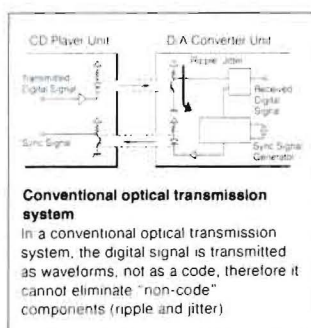 CD Player Unit
D/A Converter Unit
Ripple Jitter
Transmitted
Digital Signal
Received
Digital
Signal
Sync Signal
Sync Signal
Generator
Conventional optical transmission
system
In a conventional optical transmission
system, the digital signal is transmitted
as waveforms, not as a code, therefore it
cannot eliminate "non-code"
components (ripple and jitter)